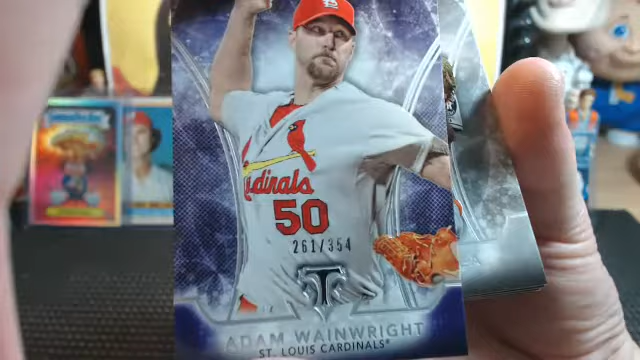 Cardinals
50
261/354
T
ADAM WAINWRIGHT
ST. LOUIS CARDINALS®